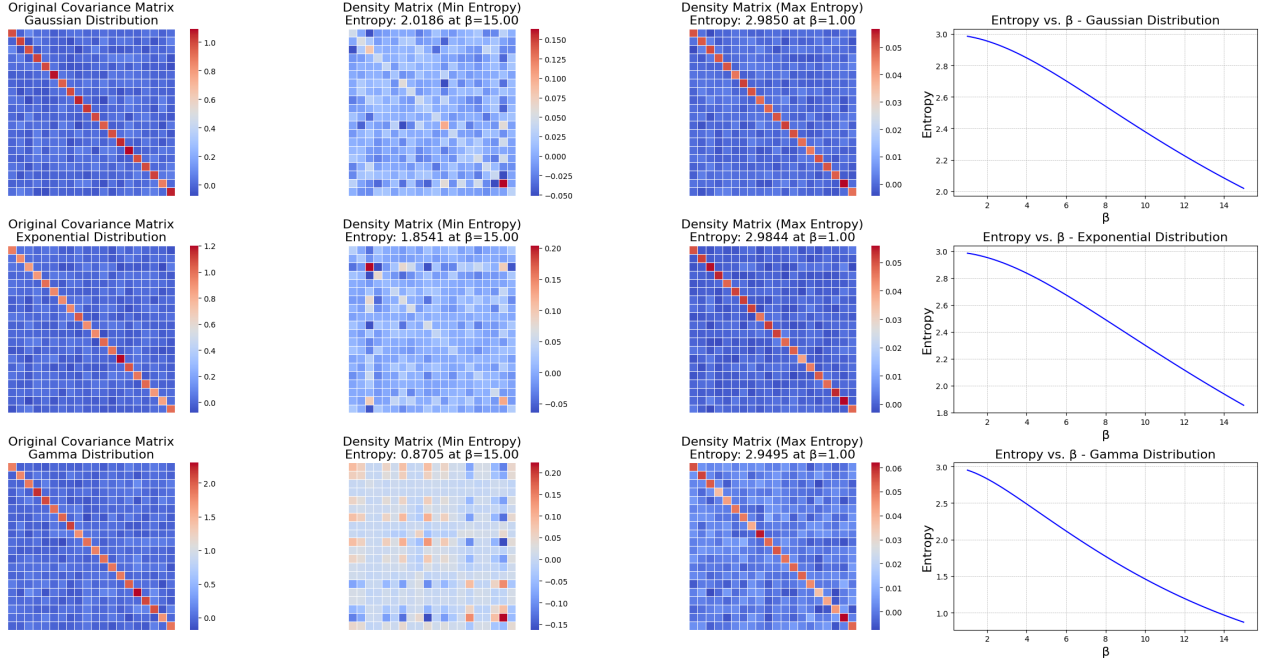 Original Covariance Matrix
Gaussian Distribution
1.0
0.8
0.6
0.4
0.2
0.0
Density Matrix (Min Entropy)
Entropy: 2.0186 at β=15.00
0.150
0.125
0.100
0.075
0.050
0.025
0.000
−0.025
−0.050
Density Matrix (Max Entropy)
Entropy: 2.9850 at β=1.00
0.05
0.04
0.03
0.02
0.01
0.00
Entropy vs. β - Gaussian Distribution
Entropy
3.0
2.8
2.6
2.4
2.2
2.0
2 4 6 8 10 12 14
β
Original Covariance Matrix
Exponential Distribution
1.2
1.0
0.8
0.6
0.4
0.2
0.0
Density Matrix (Min Entropy)
Entropy: 1.8541 at β=15.00
0.20
0.15
0.10
0.05
0.00
−0.05
Density Matrix (Max Entropy)
Entropy: 2.9844 at β=1.00
0.05
0.04
0.03
0.02
0.01
0.00
Entropy vs. β - Exponential Distribution
Entropy
3.0
2.8
2.6
2.4
2.2
2.0
1.8
2 4 6 8 10 12 14
β
Original Covariance Matrix
Gamma Distribution
2.0
1.5
1.0
0.5
0.0
Density Matrix (Min Entropy)
Entropy: 0.8705 at β=15.00
0.20
0.15
0.10
0.05
0.00
−0.05
−0.10
−0.15
Density Matrix (Max Entropy)
Entropy: 2.9495 at β=1.00
0.06
0.05
0.04
0.03
0.02
0.01
0.00
Entropy vs. β - Gamma Distribution
Entropy
3.0
2.5
2.0
1.5
1.0
2 4 6 8 10 12 14
β